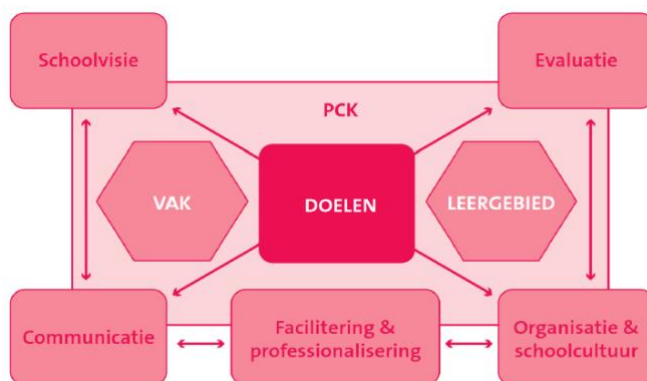 Schoolvisie
Evaluatie
PCK
VAK
DOELEN
LEERGEBIED
Communicatie
Facilitering &
professionalisering
Organisatie &
schoolcultuur